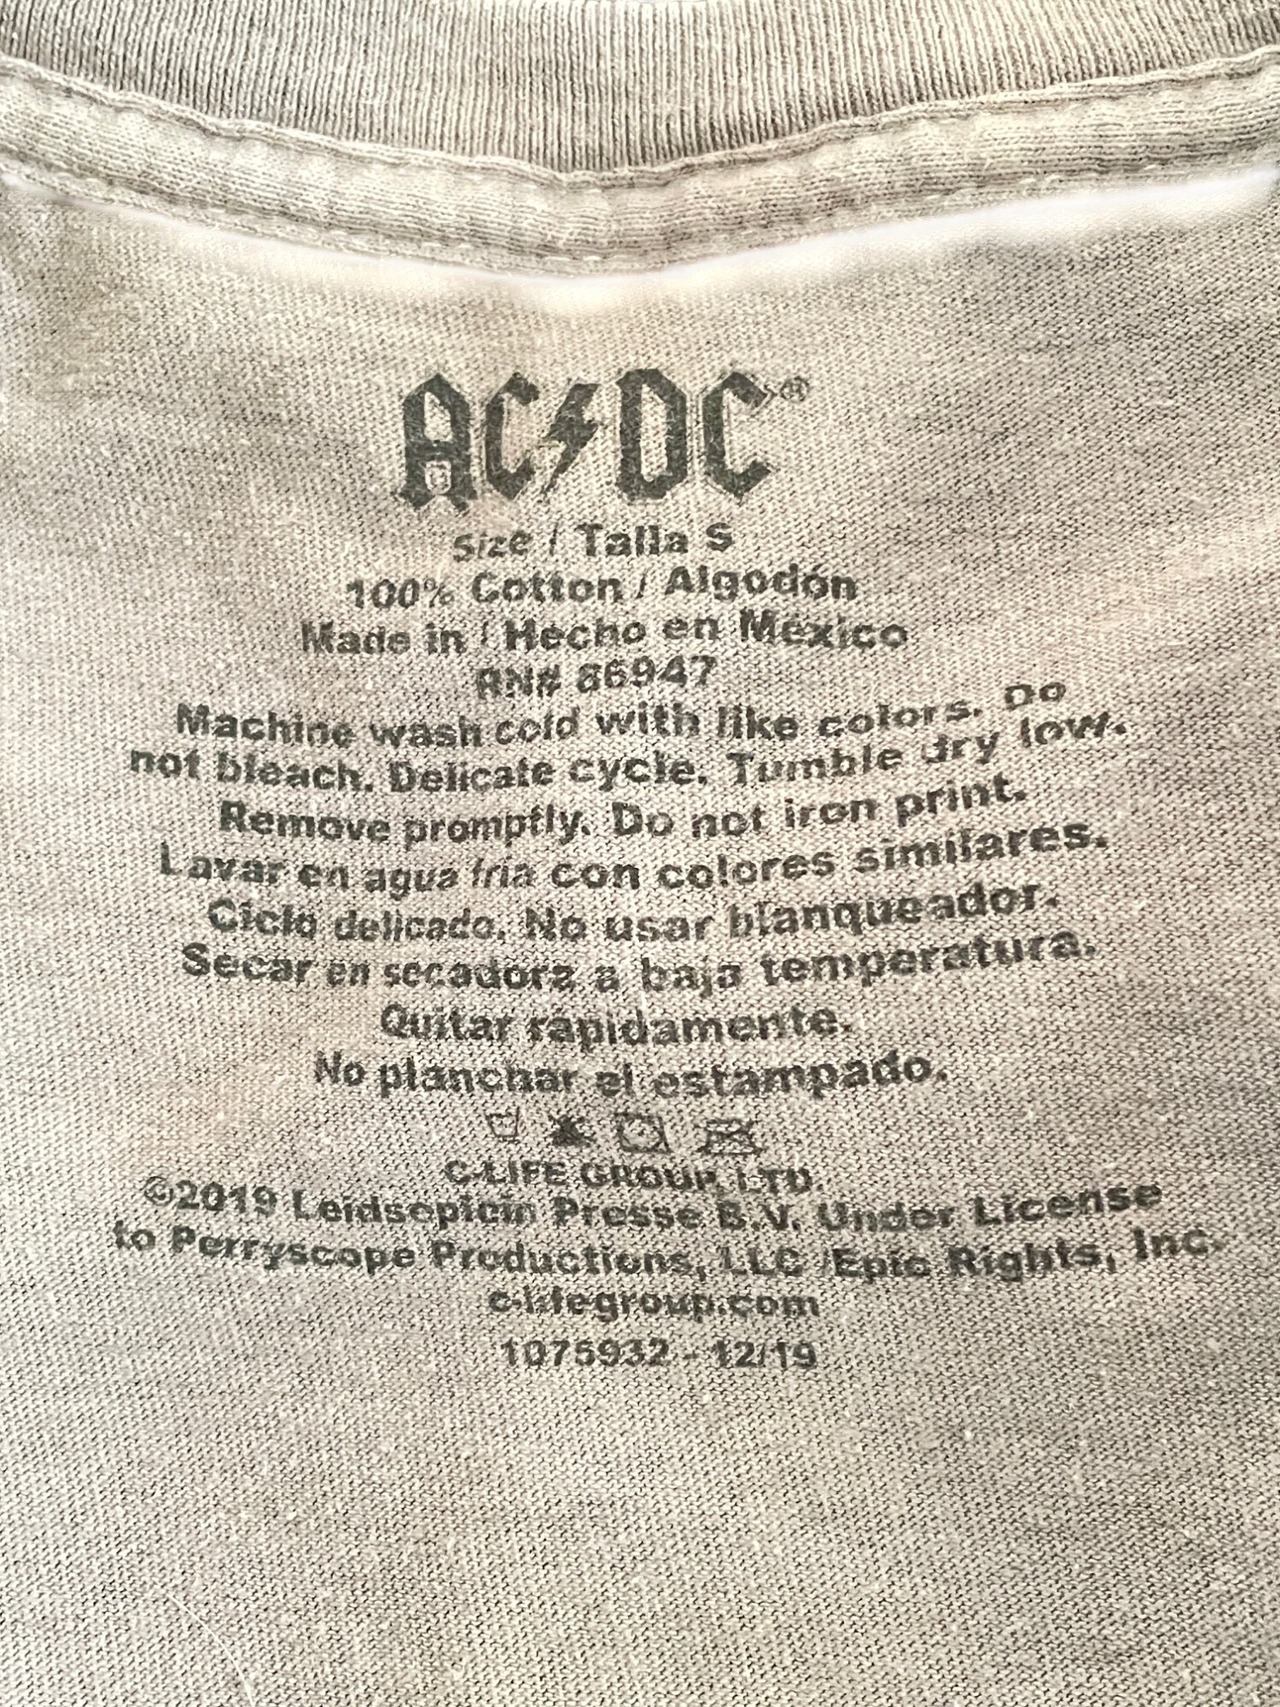 AC⚡DC®
Size / Talla S
100% Cotton / Algodón
Made in / Hecho en México
RN# 86947
Machine wash cold with like colors. Do
not bleach. Delicate cycle. Tumble dry low.
Remove promptly. Do not iron print.
Lavar en agua fria con colores similares.
Ciclo delicado. No usar blanqueador.
Secar en secadora a baja temperatura.
Quitar rápidamente.
No planchar el estampado.
C-LIFE GROUP, LTD.
©2019 Leidseplein Presse B.V. Under License
to Perryscope Productions, LLC /Epic Rights, Inc.
c-lifegroup.com
1075932 - 12/19